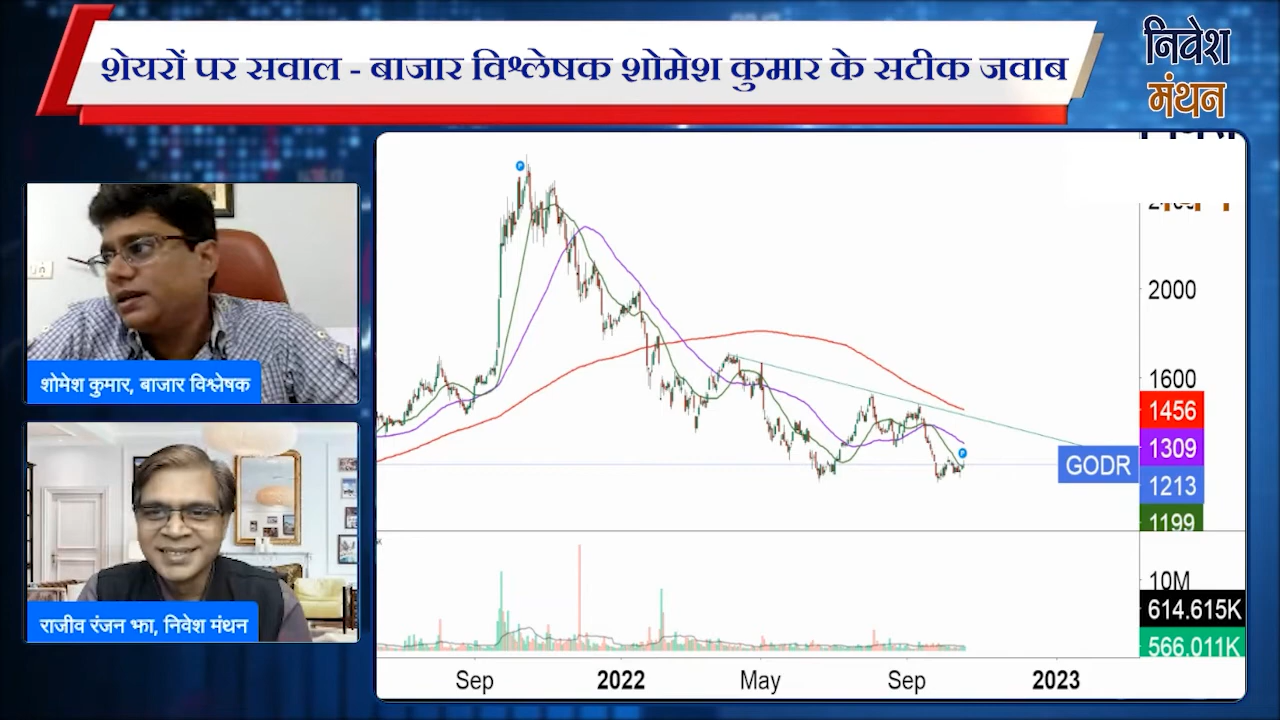 शेयरों पर सवाल - बाजार विश्लेषक शोमेश कुमार के सटीक जवाब
निवेश
मंथन
शोमेश कुमार, बाजार विश्लेषक
राजीव रंजन झा, निवेश मंथन
2000
1600
1456
1309
GODR
1213
1199
10M
614.615K
566.011K
Sep
2022
May
Sep
2023